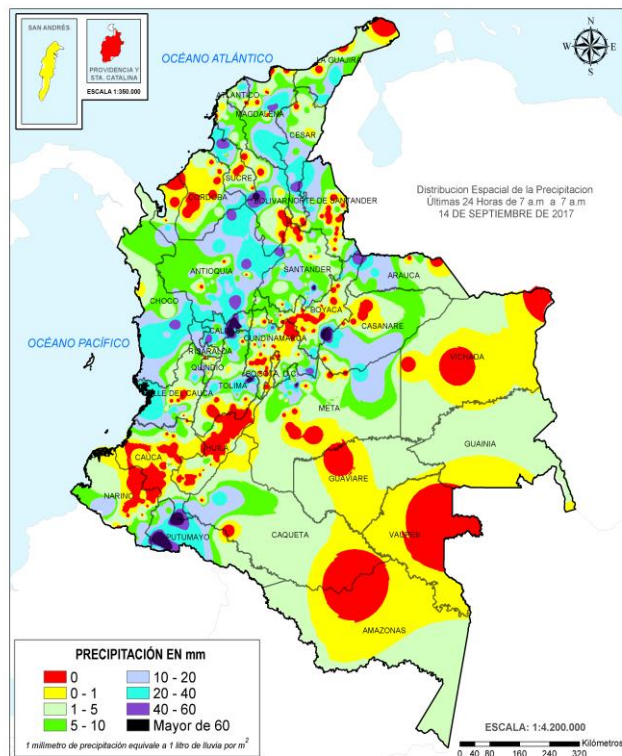 SAN ANDRÉS
PROVIDENCIA Y
STA. CATALINA
ESCALA 1:350.000
OCÉANO ATLÁNTICO
N
W
E
S
LA GUAJIRA
ATLANTICO
MAGDALENA
CESAR
SUCRE
CORDOBA
BOLIVAR
NORTE DE SANTANDER
Distribucion Espacial de la Precipitacion
Últimas 24 Horas de 7 a.m a 7 a.m
14 DE SEPTIEMBRE DE 2017
ANTIOQUIA
SANTANDER
ARAUCA
CHOCO
BOYACA
CASANARE
OCÉANO PACÍFICO
CALDAS
CUNDINAMARCA
VICHADA
RISARALDA
QUINDIO
BOGOTA D.C.
TOLIMA
VALLE DEL CAUCA
META
GUAINIA
HUILA
CAUCA
GUAVIARE
NARIÑO
VAUPES
CAQUETA
PUTUMAYO
AMAZONAS
PRECIPITACIÓN EN mm
0
10 - 20
0 - 1
20 - 40
1 - 5
40 - 60
5 - 10
Mayor de 60
1 milimetro de precipitación equivale a 1 litro de lluvia por m2
ESCALA: 1:4.200.000
Kilómetros
0 40 80 160 240 320